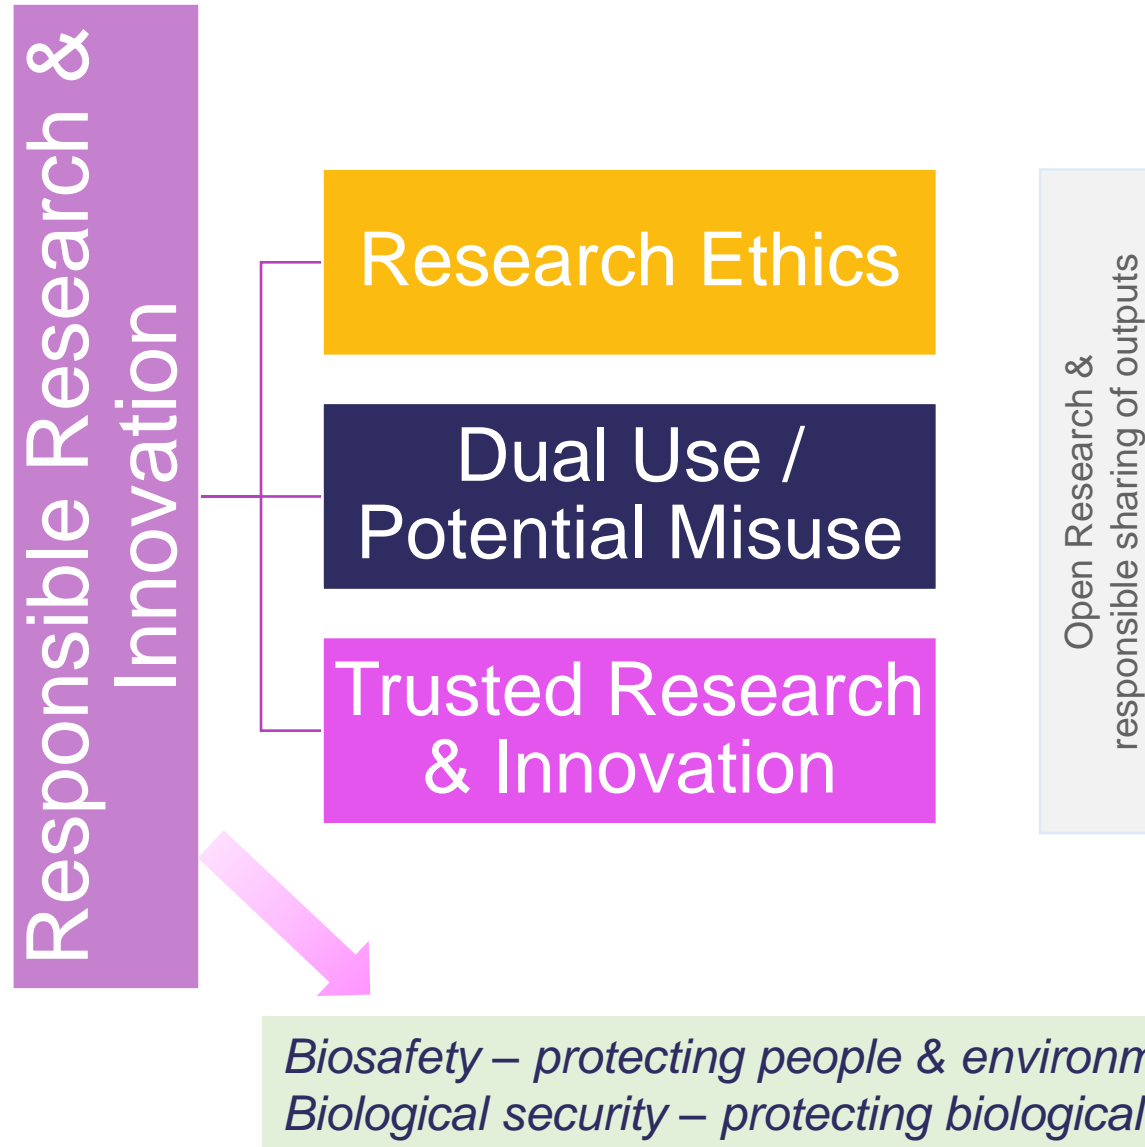 Responsible Research &
Innovation
Research Ethics
Dual Use /
Potential Misuse
Trusted Research
& Innovation
Open Research &
responsible sharing of outputs
Biosafety – protecting people &
Biological security – protecting biological